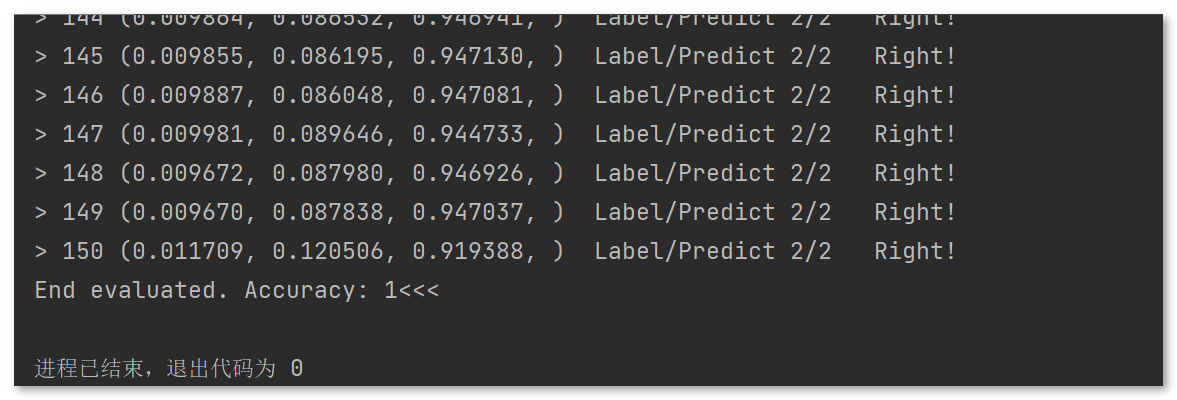 > 144 (0.009864, 0.086532, 0.946941, )  Label/Predict 2/2   Right!
> 145 (0.009855, 0.086195, 0.947130, )  Label/Predict 2/2   Right!
> 146 (0.009887, 0.086048, 0.947081, )  Label/Predict 2/2   Right!
> 147 (0.009981, 0.089646, 0.944733, )  Label/Predict 2/2   Right!
> 148 (0.009672, 0.087980, 0.946926, )  Label/Predict 2/2   Right!
> 149 (0.009670, 0.087838, 0.947037, )  Label/Predict 2/2   Right!
> 150 (0.011709, 0.120506, 0.919388, )  Label/Predict 2/2   Right!
End evaluated. Accuracy: 1<<<
进程已结束，退出代码为 0